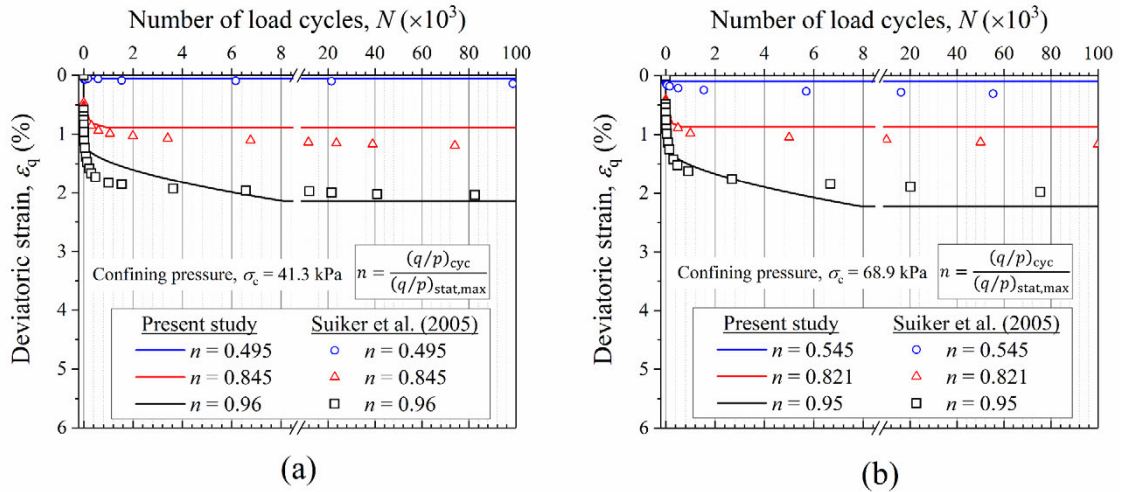 Number of load cycles, N (×10³)
0 2 4 6 8 20 40 60 80 100
Deviatoric strain, εq (%)
0
1
2
3
4
5
6
Confining pressure, σc = 41.3 kPa
n = (q/p)cyc / (q/p)stat,max
Present study Suiker et al. (2005)
n = 0.495 n = 0.495
n = 0.845 n = 0.845
n = 0.96 n = 0.96
(a)
Number of load cycles, N (×10³)
0 2 4 6 8 20 40 60 80 100
Deviatoric strain, εq (%)
0
1
2
3
4
5
6
Confining pressure, σc = 68.9 kPa
n = (q/p)cyc / (q/p)stat,max
Present study Suiker et al. (2005)
n = 0.545 n = 0.545
n = 0.821 n = 0.821
n = 0.95 n = 0.95
(b)